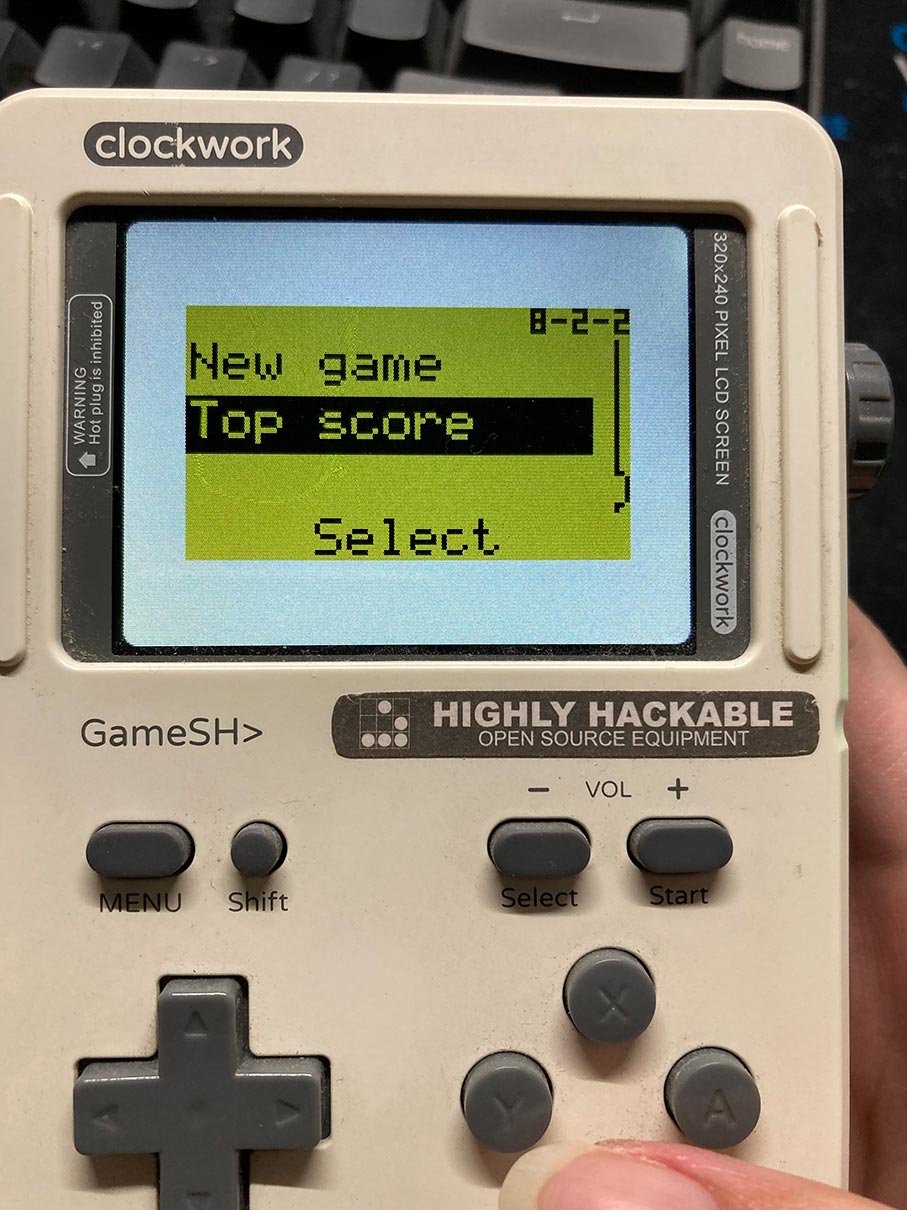 home
clockwork
WARNING
Hot plug is inhibited
8-2-2
New game
Top score
Select
320x240 PIXEL LCD SCREEN
clockwork
GameSH>
HIGHLY HACKABLE
OPEN SOURCE EQUIPMENT
- VOL +
MENU
Shift
Select
Start
X
Y
A